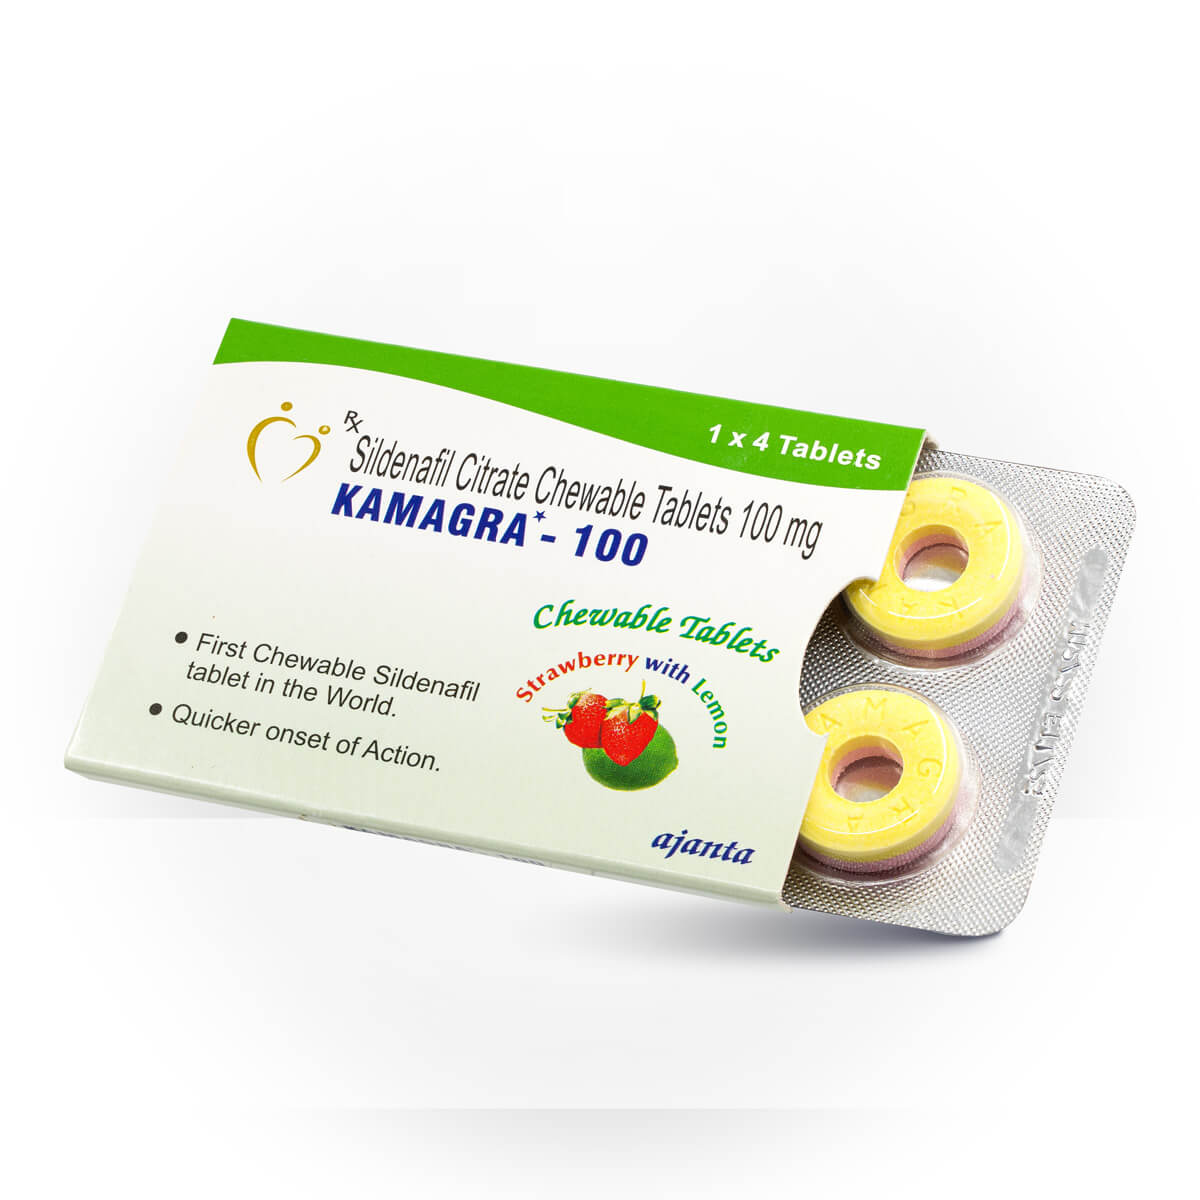 1 x 4 Tablets
Rx
Sildenafil Citrate Chewable Tablets 100 mg
KAMAGRA* - 100
Chewable Tablets
Strawberry with Lemon
• First Chewable Sildenafil
tablet in the World.
• Quicker onset of Action.
ajanta
KAMAGRA